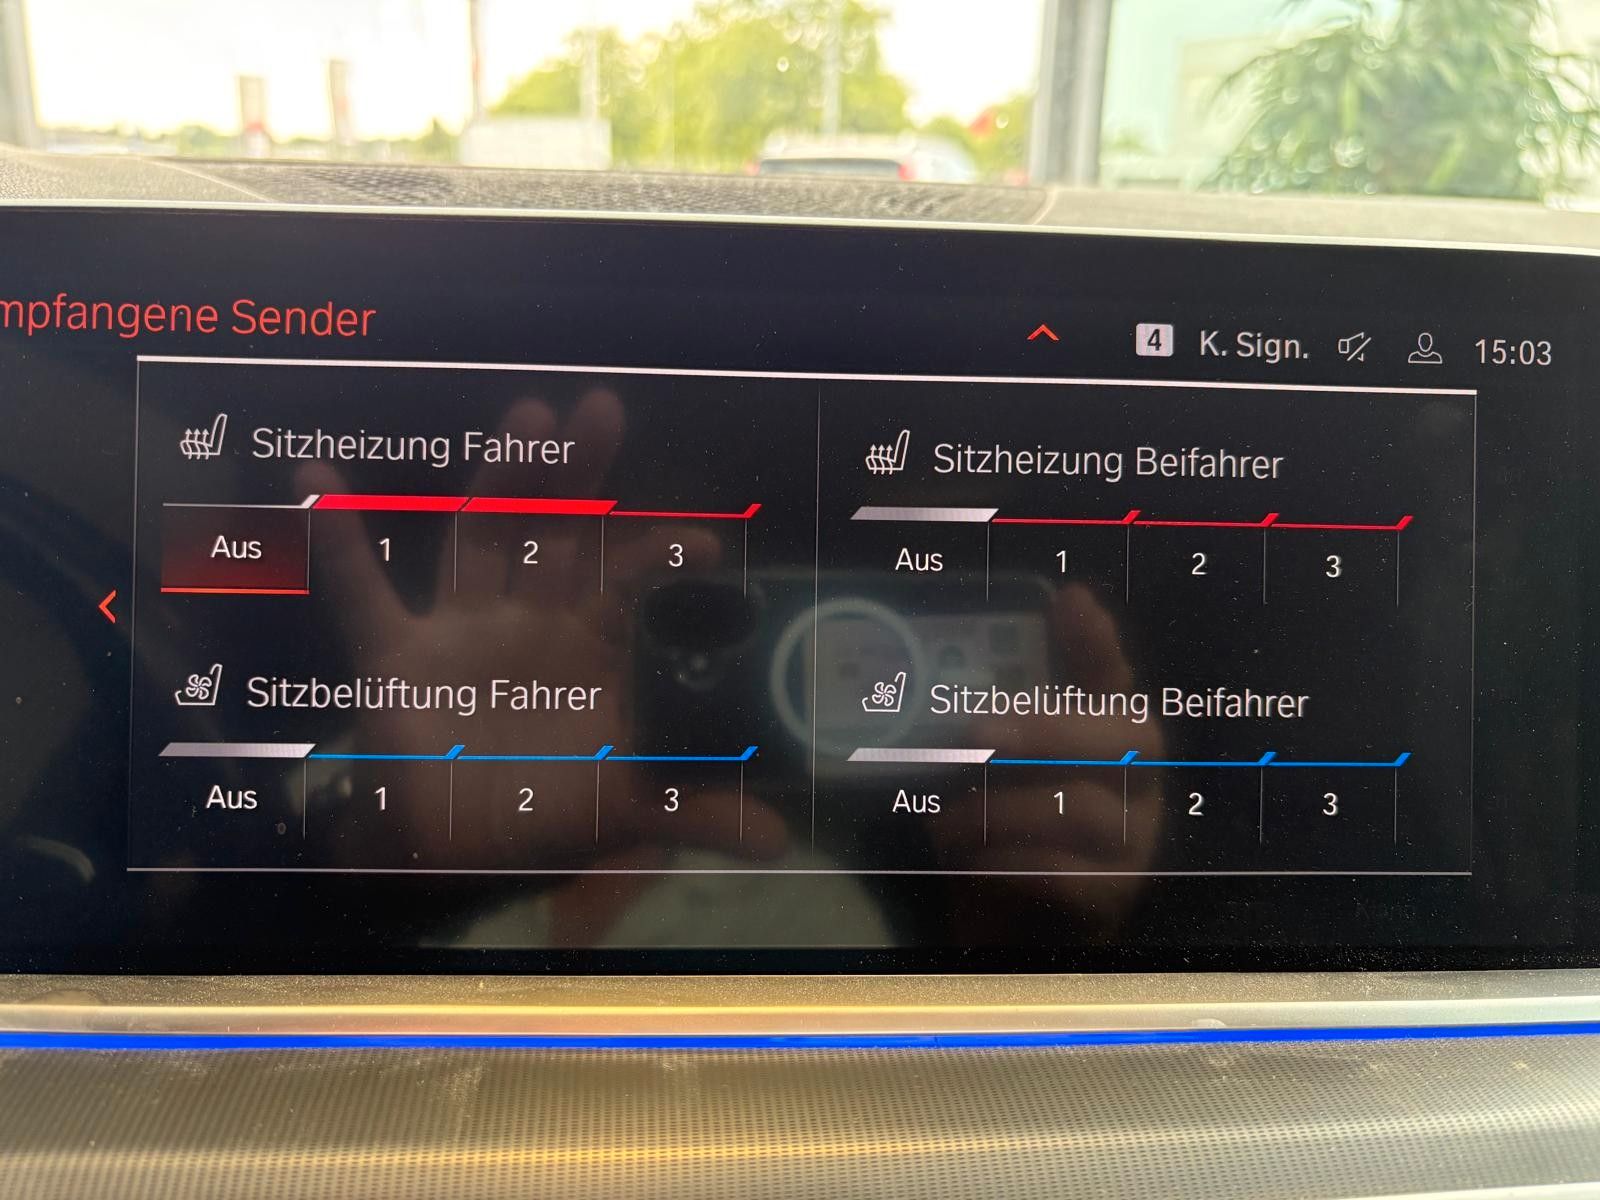 mpfangene Sender
4 K. Sign. 15:03
Sitzheizung Fahrer
Aus 1 2 3
Sitzheizung Beifahrer
Aus 1 2 3
Sitzbelüftung Fahrer
Aus 1 2 3
Sitzbelüftung Beifahrer
Aus 1 2 3